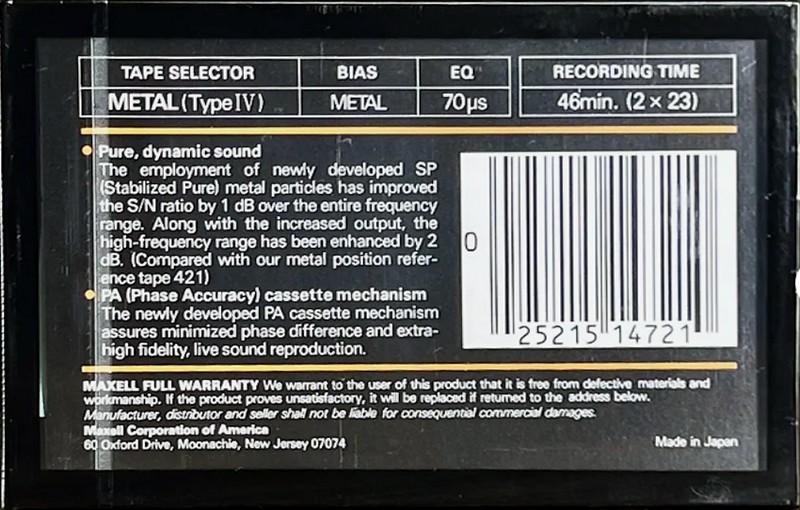 TAPE SELECTOR BIAS EQ RECORDING TIME
METAL (Type IV) METAL 70μs 46min. (2 × 23)
• Pure, dynamic sound
The employment of newly developed SP
(Stabilized Pure) metal particles has improved
the S/N ratio by 1 dB over the entire frequency
range. Along with the increased output, the
high-frequency range has been enhanced by 2
dB. (Compared with our metal position refer-
ence tape 421)
• PA (Phase Accuracy) cassette mechanism
The newly developed PA cassette mechanism
assures minimized phase difference and extra-
high fidelity, live sound reproduction.
0 25215 14721
MAXELL FULL WARRANTY We warrant to the user of this product that it is free from defective materials and
workmanship. If the product proves unsatisfactory, it will be replaced if returned to the address below.
Manufacturer, distributor and seller shall not be liable for consequential commercial damages.
Maxell Corporation of America
60 Oxford Drive, Moonachie, New Jersey 07074 Made in Japan